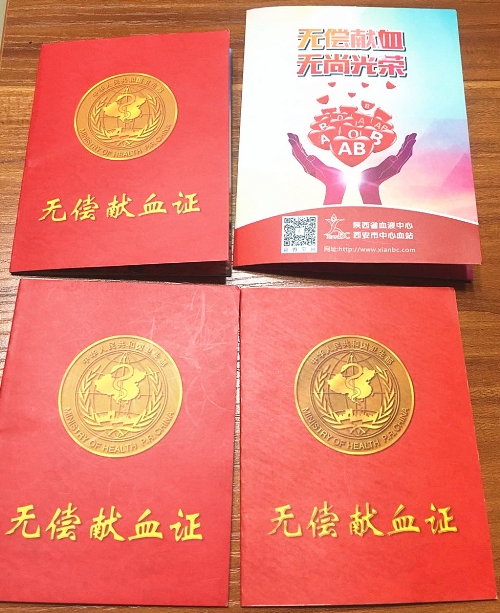 中华人民共和国卫生部
MINISTRY OF HEALTH P.R.CHINA
无偿献血证
无偿献血
无尚光荣
B
B O A AB
A O B
AB
XianBC
陕西省血液中心
西安市中心血站
网址:http://www.xianbc.com
中华人民共和国卫生部
MINISTRY OF HEALTH P.R.CHINA
无偿献血证
中华人民共和国卫生部
MINISTRY OF HEALTH P.R.CHINA
无偿献血证